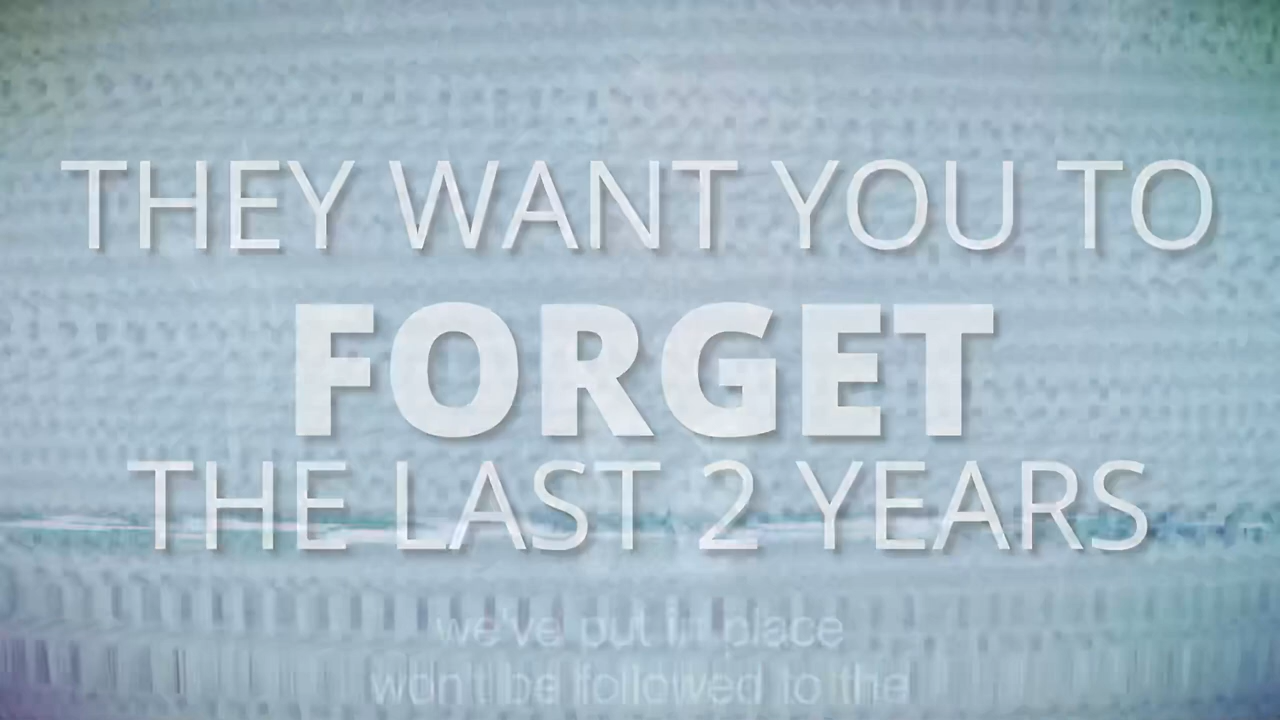 THEY WANT YOU TO
FORGET
THE LAST 2 YEARS
we've put in place
won't be followed to the